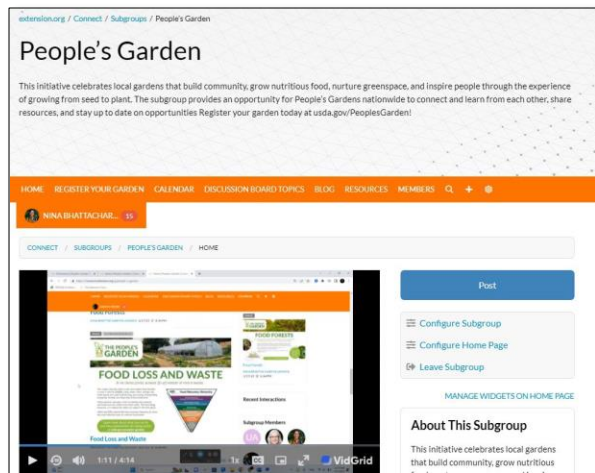 extension.org / Connect / Subgroups / People's Garden
People's Garden
This initiative celebrates local gardens that build community, grow nutritious food, nurture greenspace, and inspire people through the experience
of growing from seed to plant. The subgroup provides an opportunity for People's Gardens nationwide to connect and learn from each other, share
resources, and stay up to date on opportunities Register your garden today at usda.gov/PeoplesGarden!
HOME REGISTER YOUR GARDEN CALENDAR DISCUSSION BOARD TOPICS BLOG RESOURCES MEMBERS
NINA BHATTACHAR... 15
CONNECT / SUBGROUPS / PEOPLE'S GARDEN / HOME
Food Forests
THE PEOPLE'S
GARDEN
FOOD LOSS AND WASTE
FOOD FORESTS
Recent Interactions
Subgroup Members
UA
Food Loss and Waste
1:11 / 4:14
1x
CC
VidGrid
Post
Configure Subgroup
Configure Home Page
Leave Subgroup
MANAGE WIDGETS ON HOME PAGE
About This Subgroup
This initiative celebrates local gardens
that build community, grow nutritious